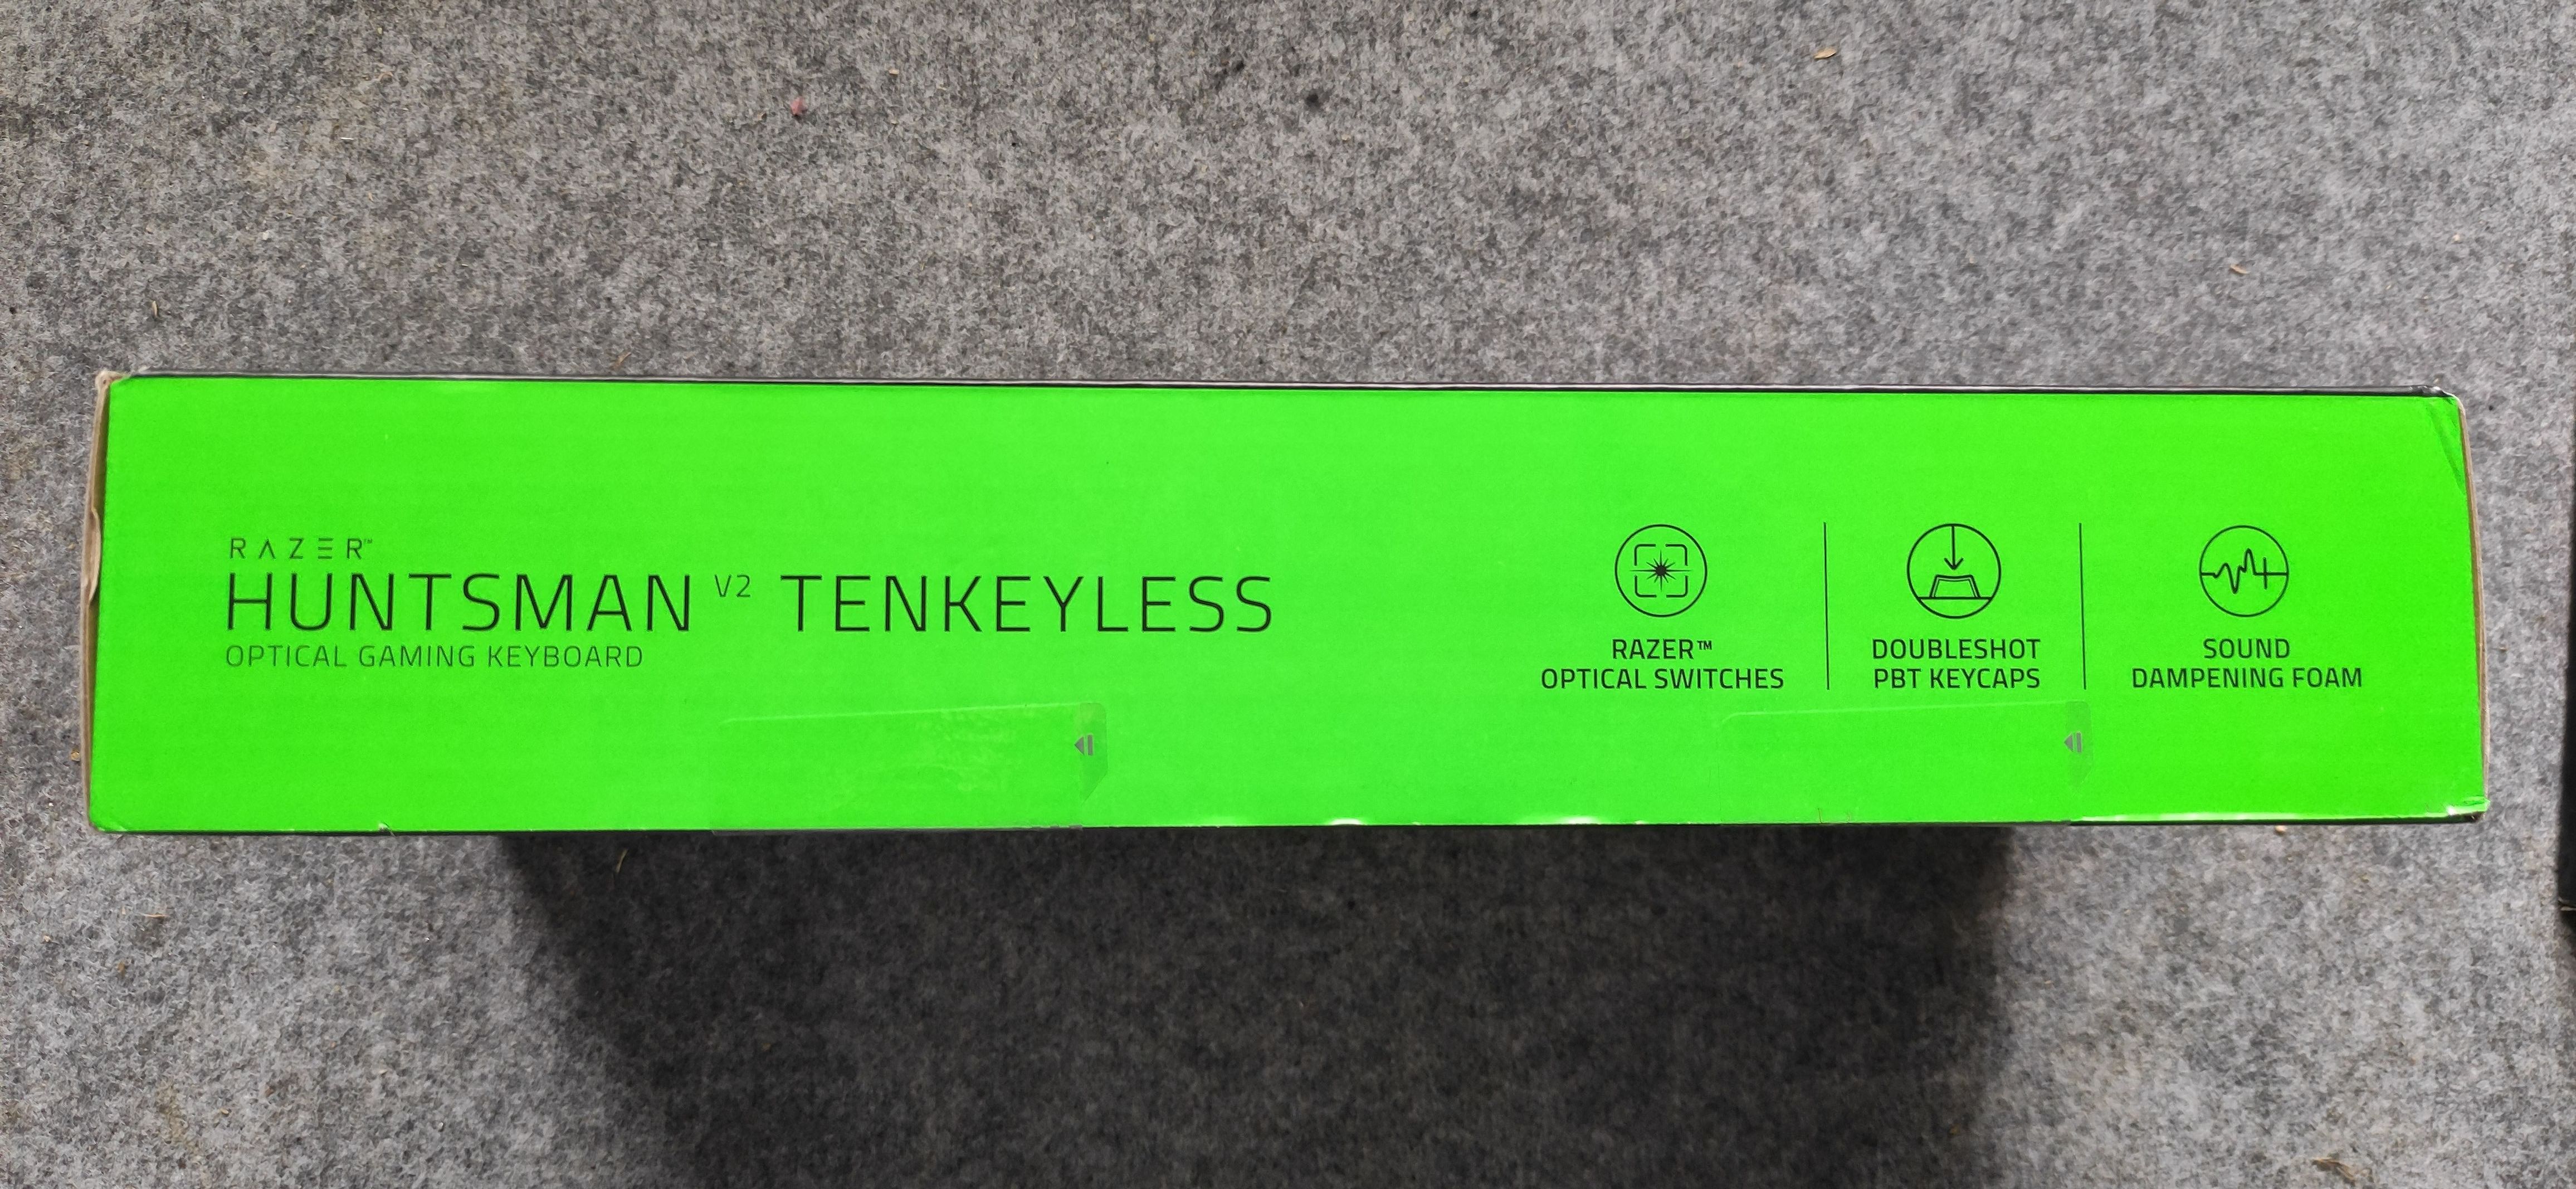 RAZER™
HUNTSMAN V2 TENKEYLESS
OPTICAL GAMING KEYBOARD
RAZER™
OPTICAL SWITCHES
DOUBLESHOT
PBT KEYCAPS
SOUND
DAMPENING FOAM